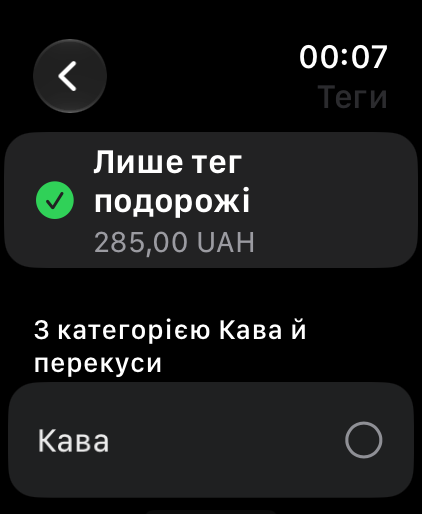 00:07
Теги
Лише тег
подорожі
285,00 UAH
З категорією Кава й
перекуси
Кава